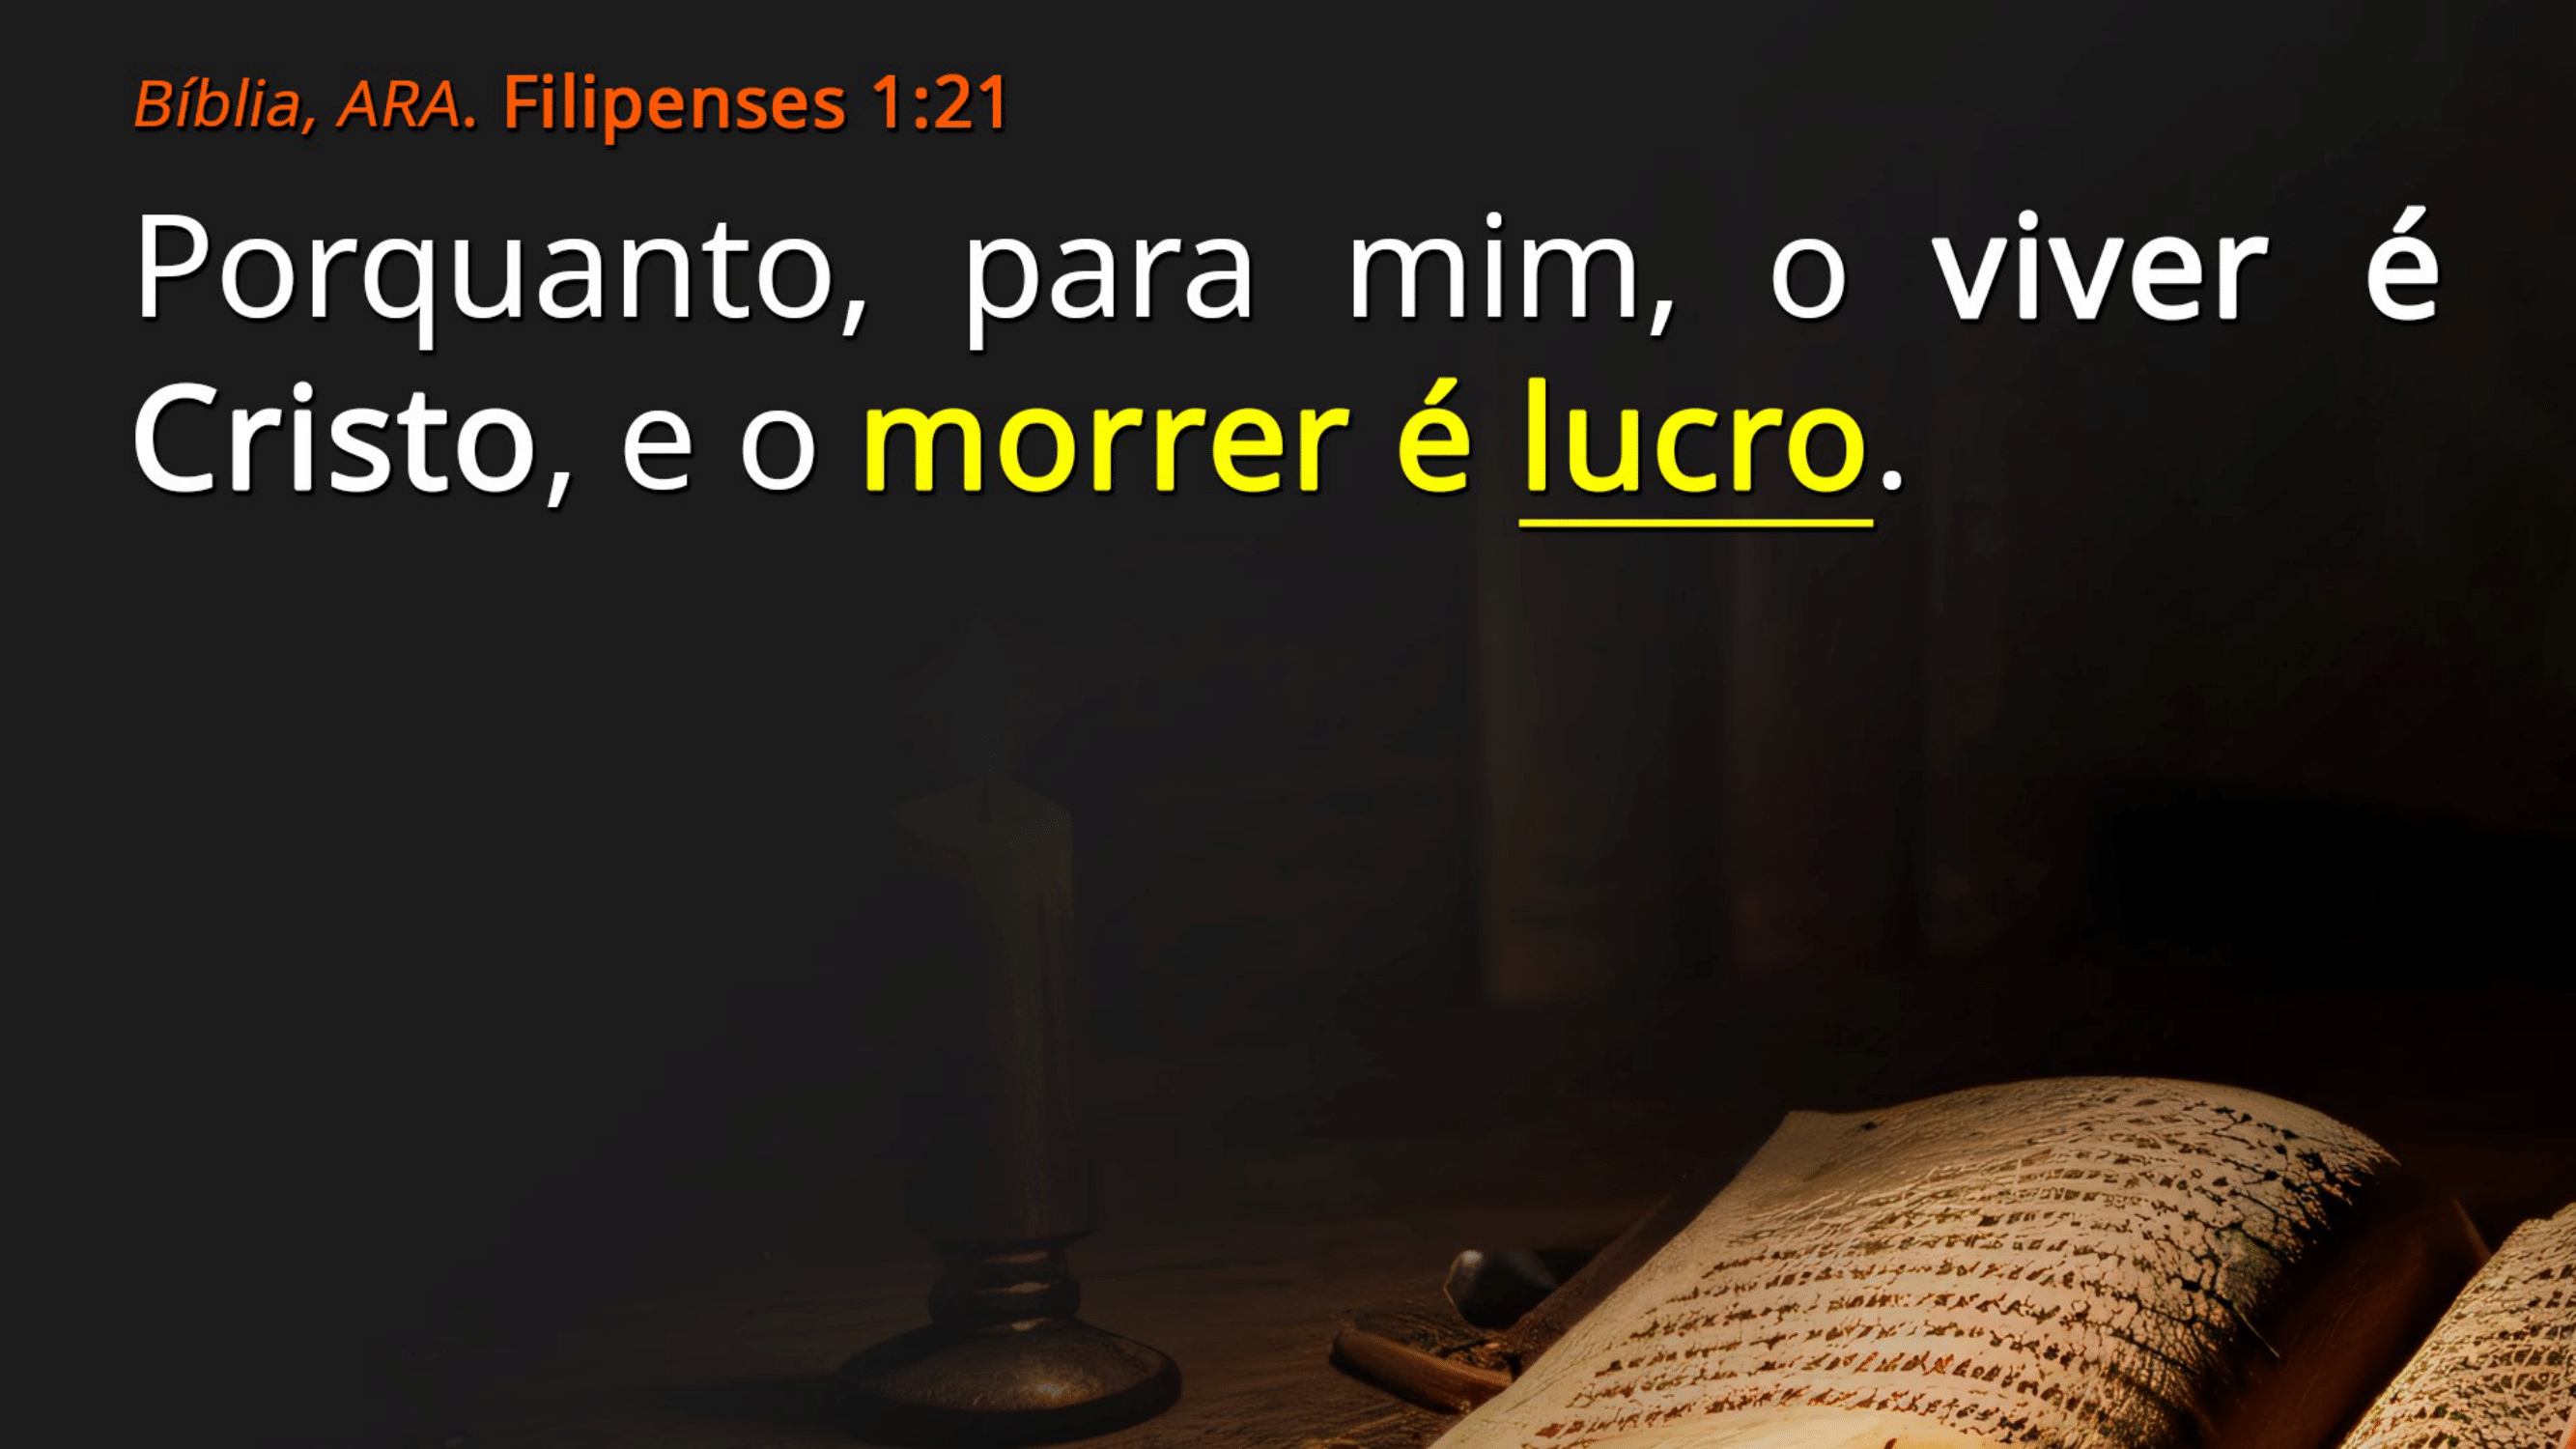 Bíblia, ARA. Filipenses 1:21
Porquanto, para mim, o viver é
Cristo, e o morrer é lucro.